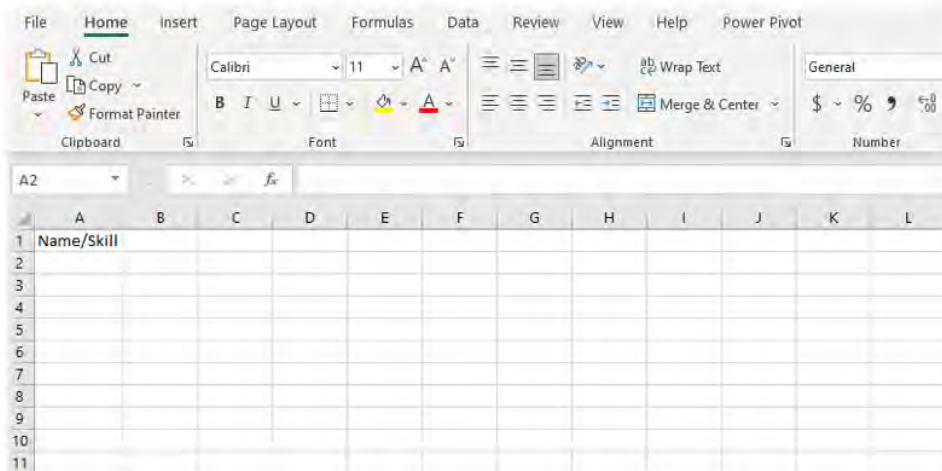 File Home Insert Page Layout Formulas Data Review View Help Power Pivot
Paste
Cut
Copy
Format Painter
Clipboard
Calibri 11 A^ A˅
B I U A
Font
ab Wrap Text
Merge & Center
Alignment
General
$ % 9
Number
A2 fx
A B C D E F G H I J K L
1 Name/Skill
2
3
4
5
6
7
8
9
10
11